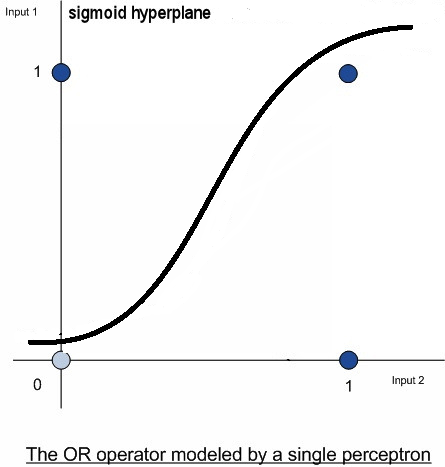 Input 1
sigmoid hyperplane
1
0
1
Input 2
The OR operator modeled by a single perceptron